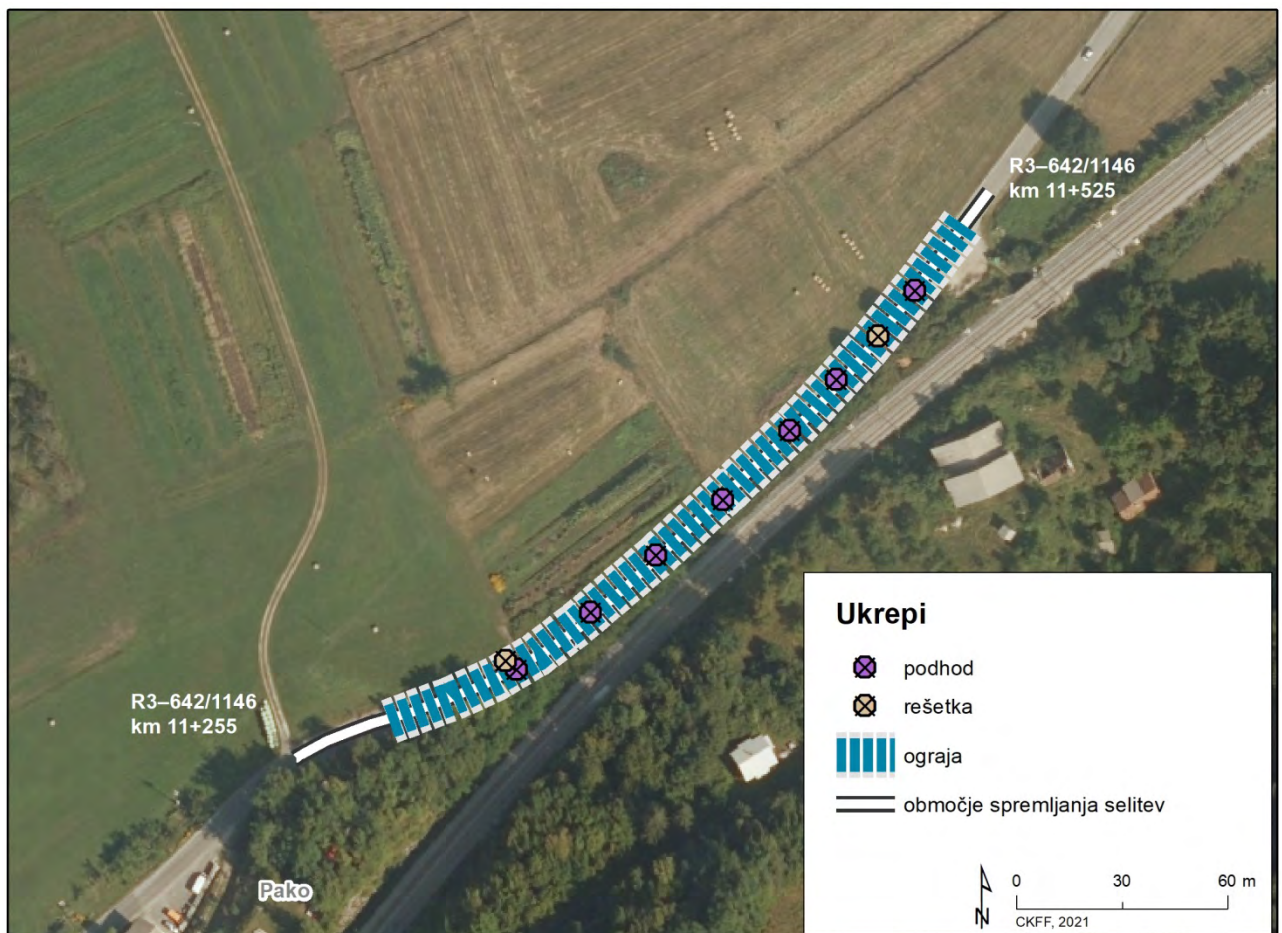 R3–642/1146
km 11+525
R3–642/1146
km 11+255
Pako
Ukrepi
podhod
rešetka
ograja
območje spremljanja selitev
0 30 60 m
N
CKFF, 2021